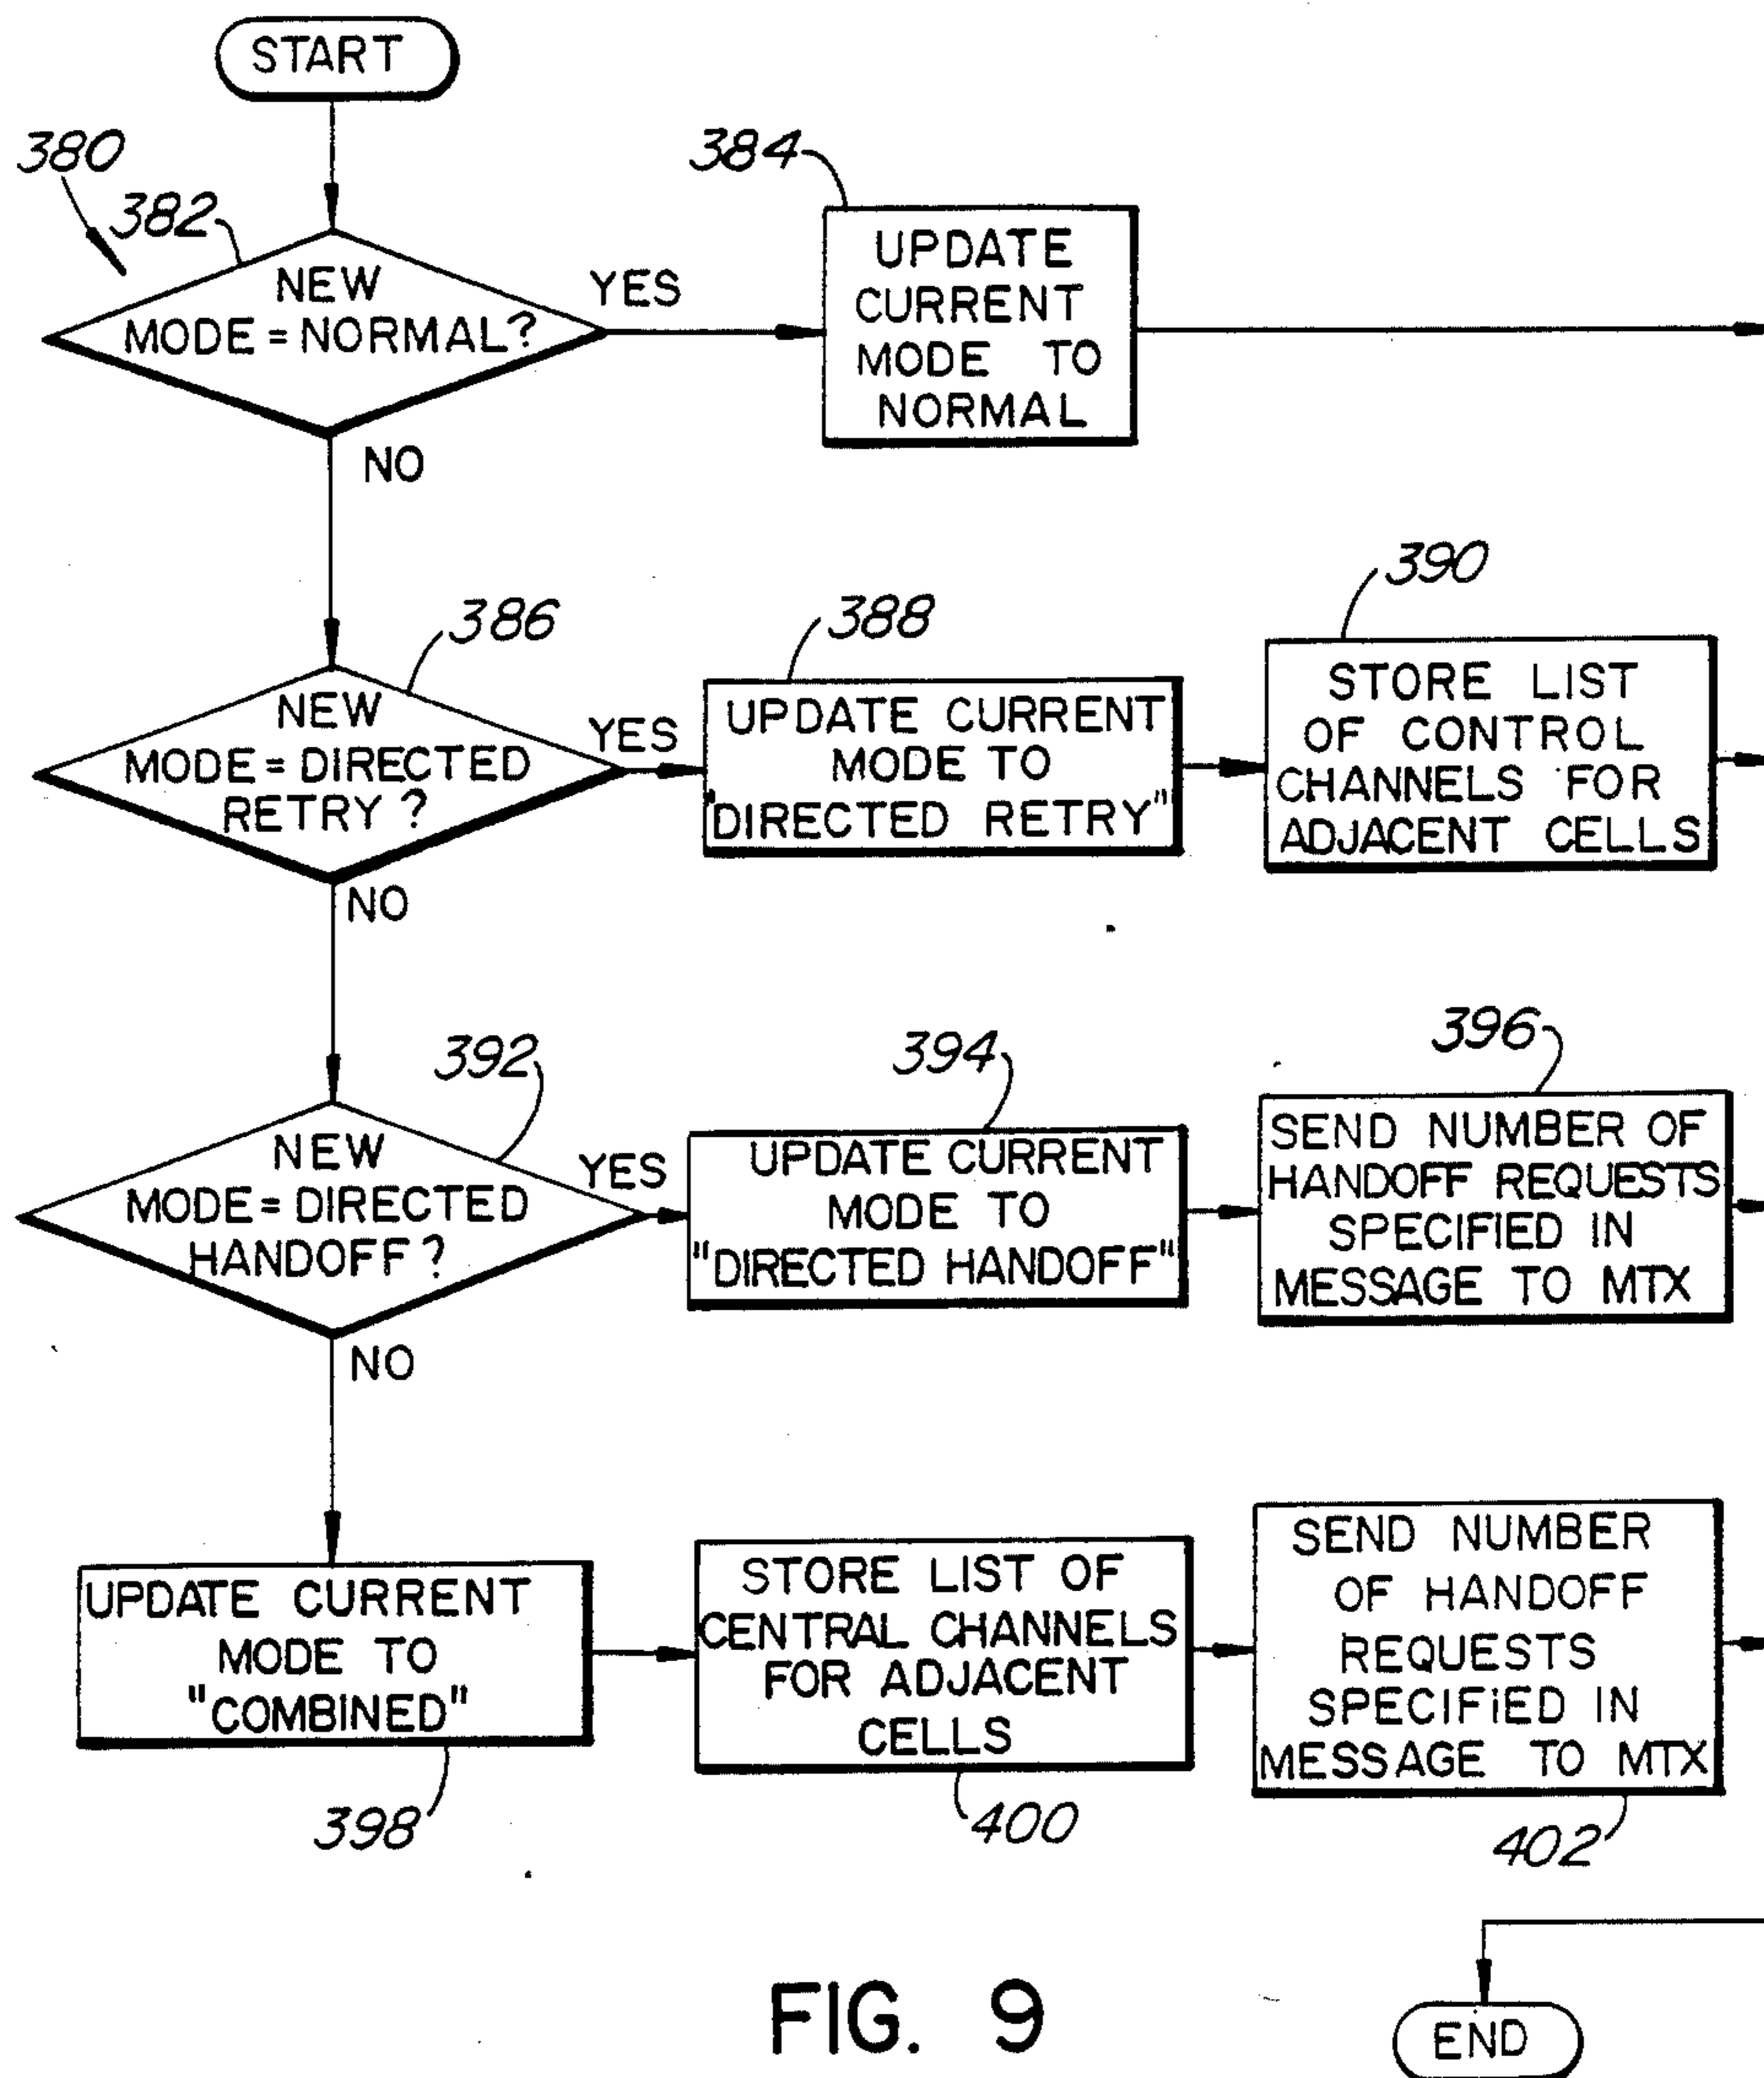 START
380
382
NEW
MODE = NORMAL?
YES
NO
384
UPDATE
CURRENT
MODE TO
NORMAL
386
NEW
MODE = DIRECTED
RETRY?
YES
NO
388
UPDATE CURRENT
MODE TO
"DIRECTED RETRY"
390
STORE LIST
OF CONTROL
CHANNELS FOR
ADJACENT CELLS
392
NEW
MODE = DIRECTED
HANDOFF?
YES
NO
394
UPDATE CURRENT
MODE TO
"DIRECTED HANDOFF"
396
SEND NUMBER OF
HANDOFF REQUESTS
SPECIFIED IN
MESSAGE TO MTX
UPDATE CURRENT
MODE TO
"COMBINED"
398
STORE LIST OF
CENTRAL CHANNELS
FOR ADJACENT
CELLS
400
SEND NUMBER
OF HANDOFF
REQUESTS
SPECIFiED IN
MESSAGE TO MTX
402
END
FIG. 9